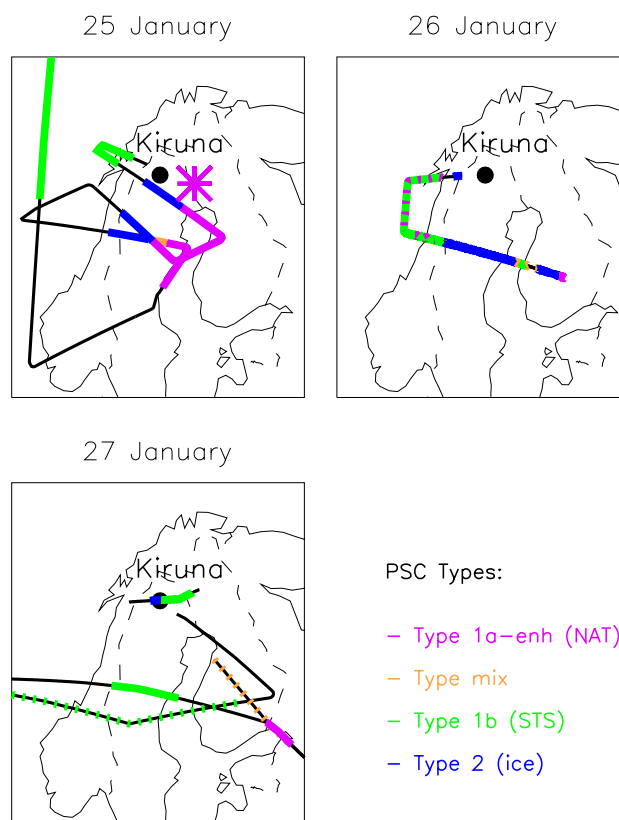 25 January
26 January
Kiruna
Kiruna
27 January
Kiruna
PSC Types:
– Type 1a–enh (NAT)
– Type mix
– Type 1b (STS)
– Type 2 (ice)